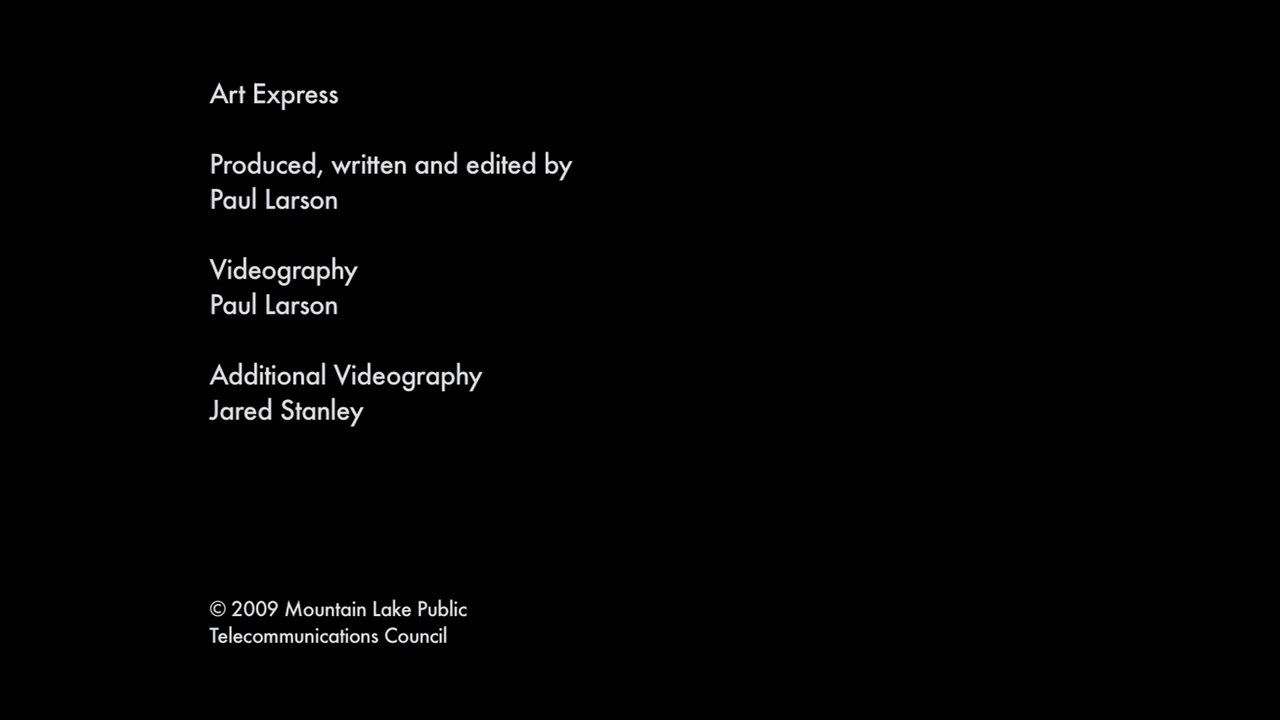 Art Express
Produced, written and edited by
Paul Larson
Videography
Paul Larson
Additional Videography
Jared Stanley
© 2009 Mountain Lake Public
Telecommunications Council